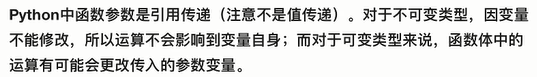 Python中函数参数是引用传递（注意不是值传递）。对于不可变类型，因变量
不能修改，所以运算不会影响到变量自身；而对于可变类型来说，函数体中的
运算有可能会更改传入的参数变量。